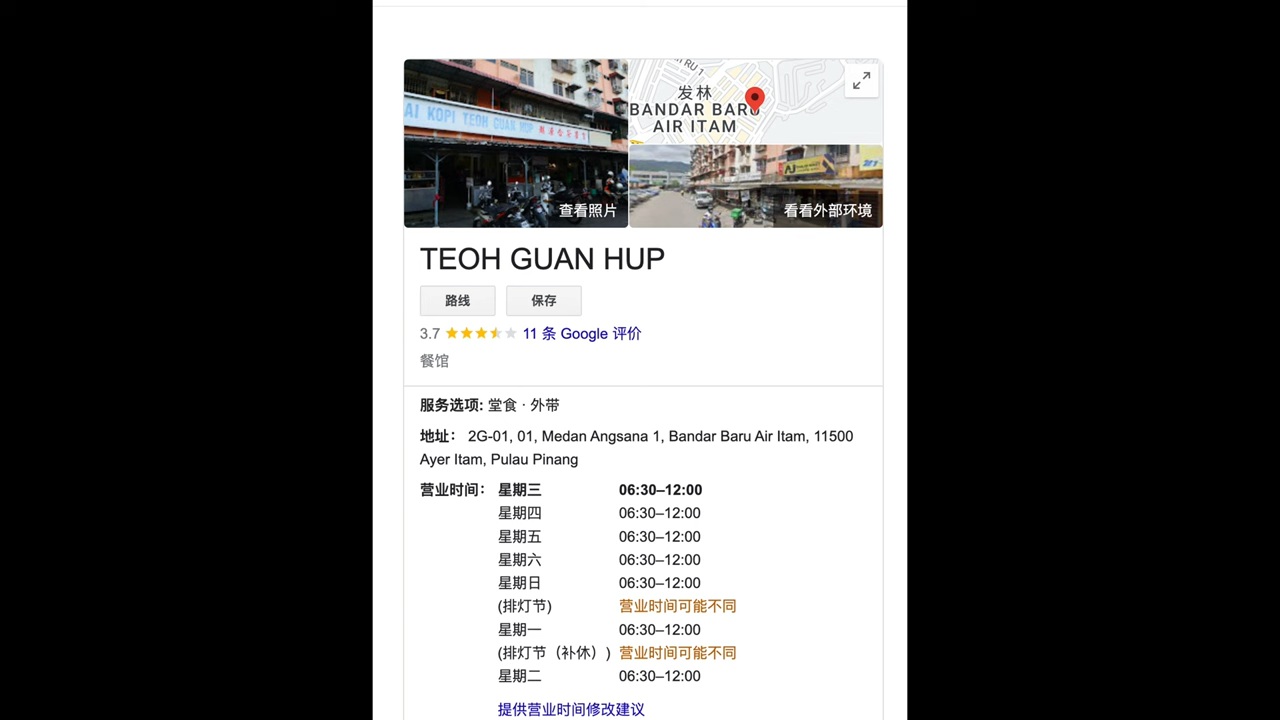 发林
BANDAR BARU
AIR ITAM
AI KOPI TEOH GUAN HUP
查看照片
看看外部环境
TEOH GUAN HUP
路线
保存
3.7
11 条 Google 评价
餐馆
服务选项: 堂食 · 外带
地址： 2G-01, 01, Medan Angsana 1, Bandar Baru Air Itam, 11500
Ayer Itam, Pulau Pinang
营业时间： 星期三 06:30–12:00
星期四 06:30–12:00
星期五 06:30–12:00
星期六 06:30–12:00
星期日 06:30–12:00
(排灯节) 营业时间可能不同
星期一 06:30–12:00
(排灯节（补休）) 营业时间可能不同
星期二 06:30–12:00
提供营业时间修改建议